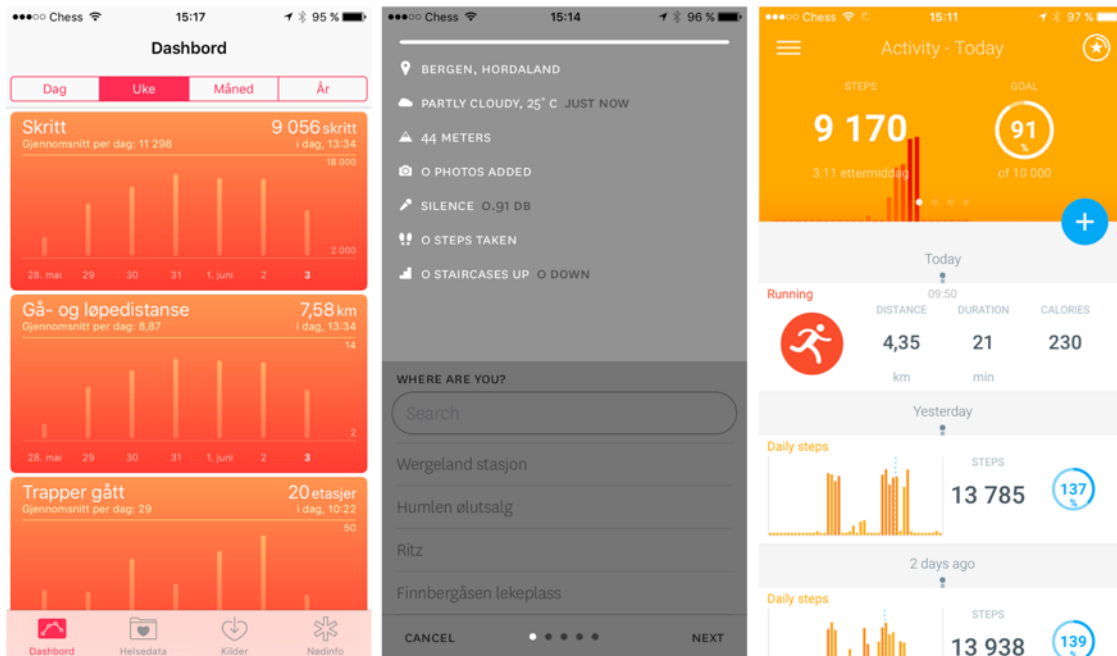 ●●●○○ Chess 15:17 95 %
Dashbord
Dag Uke Måned År
Skritt 9 056 skritt
Gjennomsnitt per dag: 11 298 i dag, 13:34
18 000
2 000
28. mai 29 30 31 1. juni 2 3
Gå- og løpedistanse 7,58 km
Gjennomsnitt per dag: 8,87 i dag, 13:34
14
2
28. mai 29 30 31 1. juni 2 3
Trapper gått 20 etasjer
Gjennomsnitt per dag: 29 i dag, 10:22
50
Dashbord Helsedata Kilder Nødinfo
●●●○○ Chess 15:14 96 %
BERGEN, HORDALAND
PARTLY CLOUDY, 25° C JUST NOW
44 METERS
0 PHOTOS ADDED
SILENCE 0.91 DB
0 STEPS TAKEN
0 STAIRCASES UP 0 DOWN
WHERE ARE YOU?
Search
Wergeland stasjon
Humlen ølutsalg
Ritz
Finnbergåsen lekeplass
CANCEL NEXT
●●●○○ Chess 15:11 97 %
Activity - Today
STEPS GOAL
9 170 91 %
3:11 ettermiddag of 10 000
+
Today
Running 09:50
DISTANCE DURATION CALORIES
4,35 21 230
km min
Yesterday
Daily steps
STEPS
13 785 137 %
2 days ago
Daily steps
STEPS
13 938 139 %